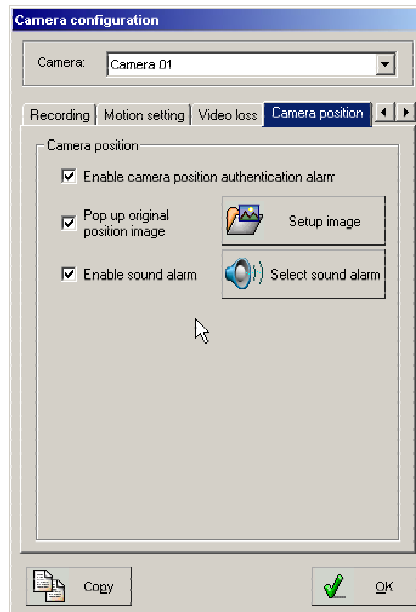 Camera configuration
Camera: Camera 01
Recording Motion setting Video loss Camera position
Camera position
Enable camera position authentication alarm
Pop up original
position image
Setup image
Enable sound alarm Select sound alarm
Copy OK